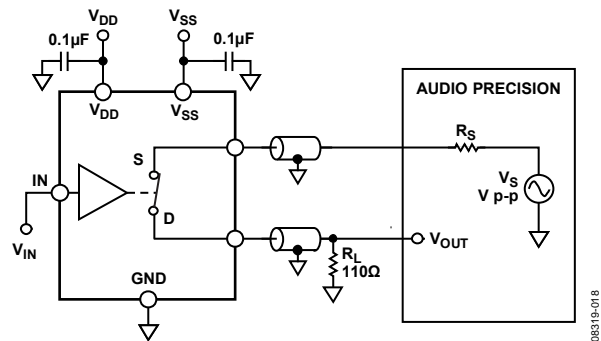 VDD
VSS
0.1µF
0.1µF
VDD
VSS
AUDIO PRECISION
RS
S
VS
V p-p
IN
D
VOUT
VIN
RL
110Ω
GND
08319-018